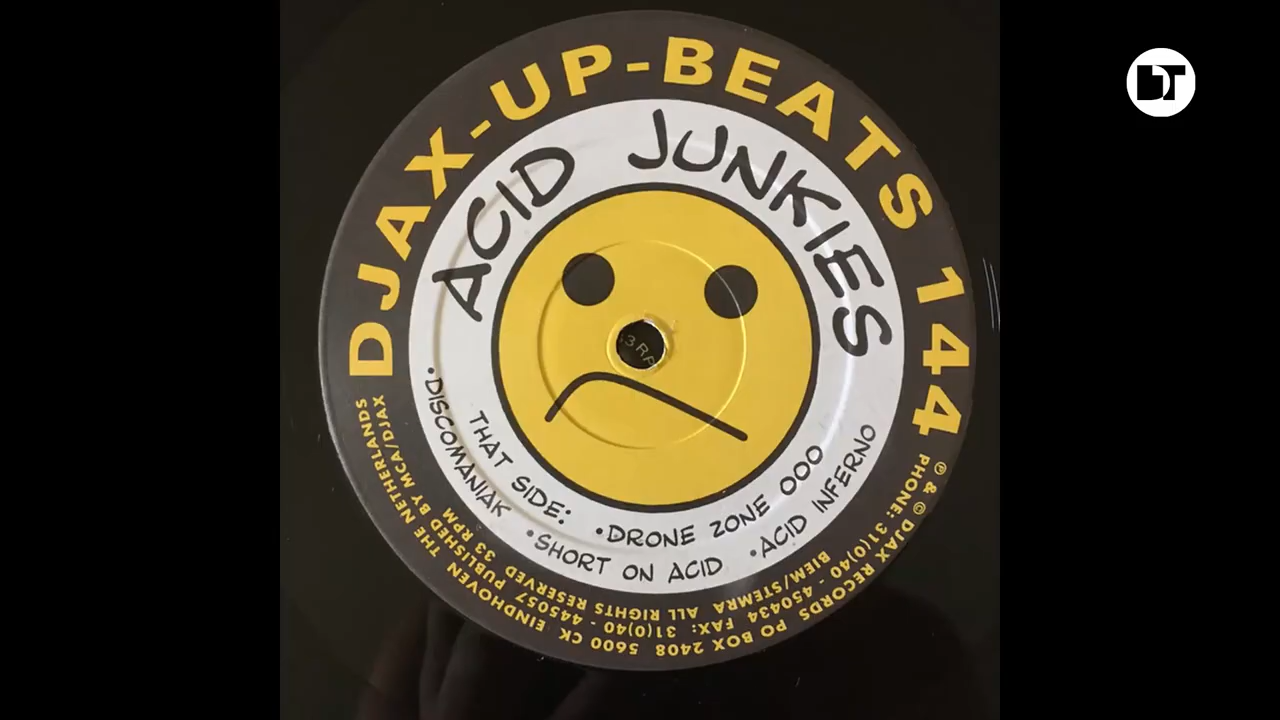 DJAX-UP-BEATS 144
ACID JUNKIES
THAT SIDE: •DRONE ZONE 000
•DISCOMANIAK •SHORT ON ACID •ACID INFERNO
℗ & © DJAX RECORDS PO BOX 2408 5600 CK EINDHOVEN THE NETHERLANDS
PHONE: 31(0)40 - 450434 FAX: 31(0)40 - 445057 PUBLISHED BY MCA/DJAX
BIEM/STEMRA ALL RIGHTS RESERVED 33 RPM
DT